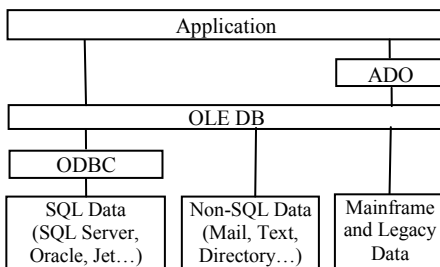 Application
ADO
OLE DB
ODBC
SQL Data
(SQL Server,
Oracle, Jet…)
Non-SQL Data
(Mail, Text,
Directory…)
Mainframe
and Legacy
Data